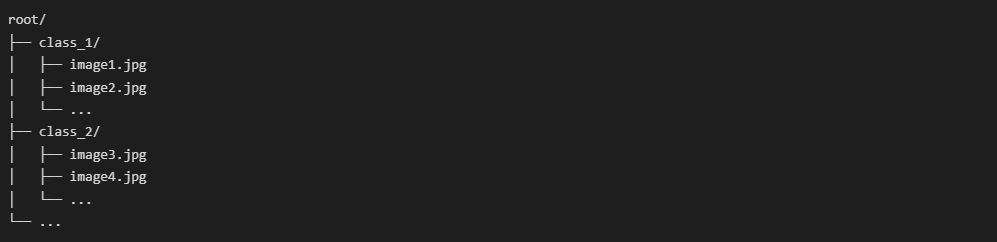 root/
├── class_1/
│   ├── image1.jpg
│   ├── image2.jpg
│   └── ...
├── class_2/
│   ├── image3.jpg
│   ├── image4.jpg
│   └── ...
└── ...